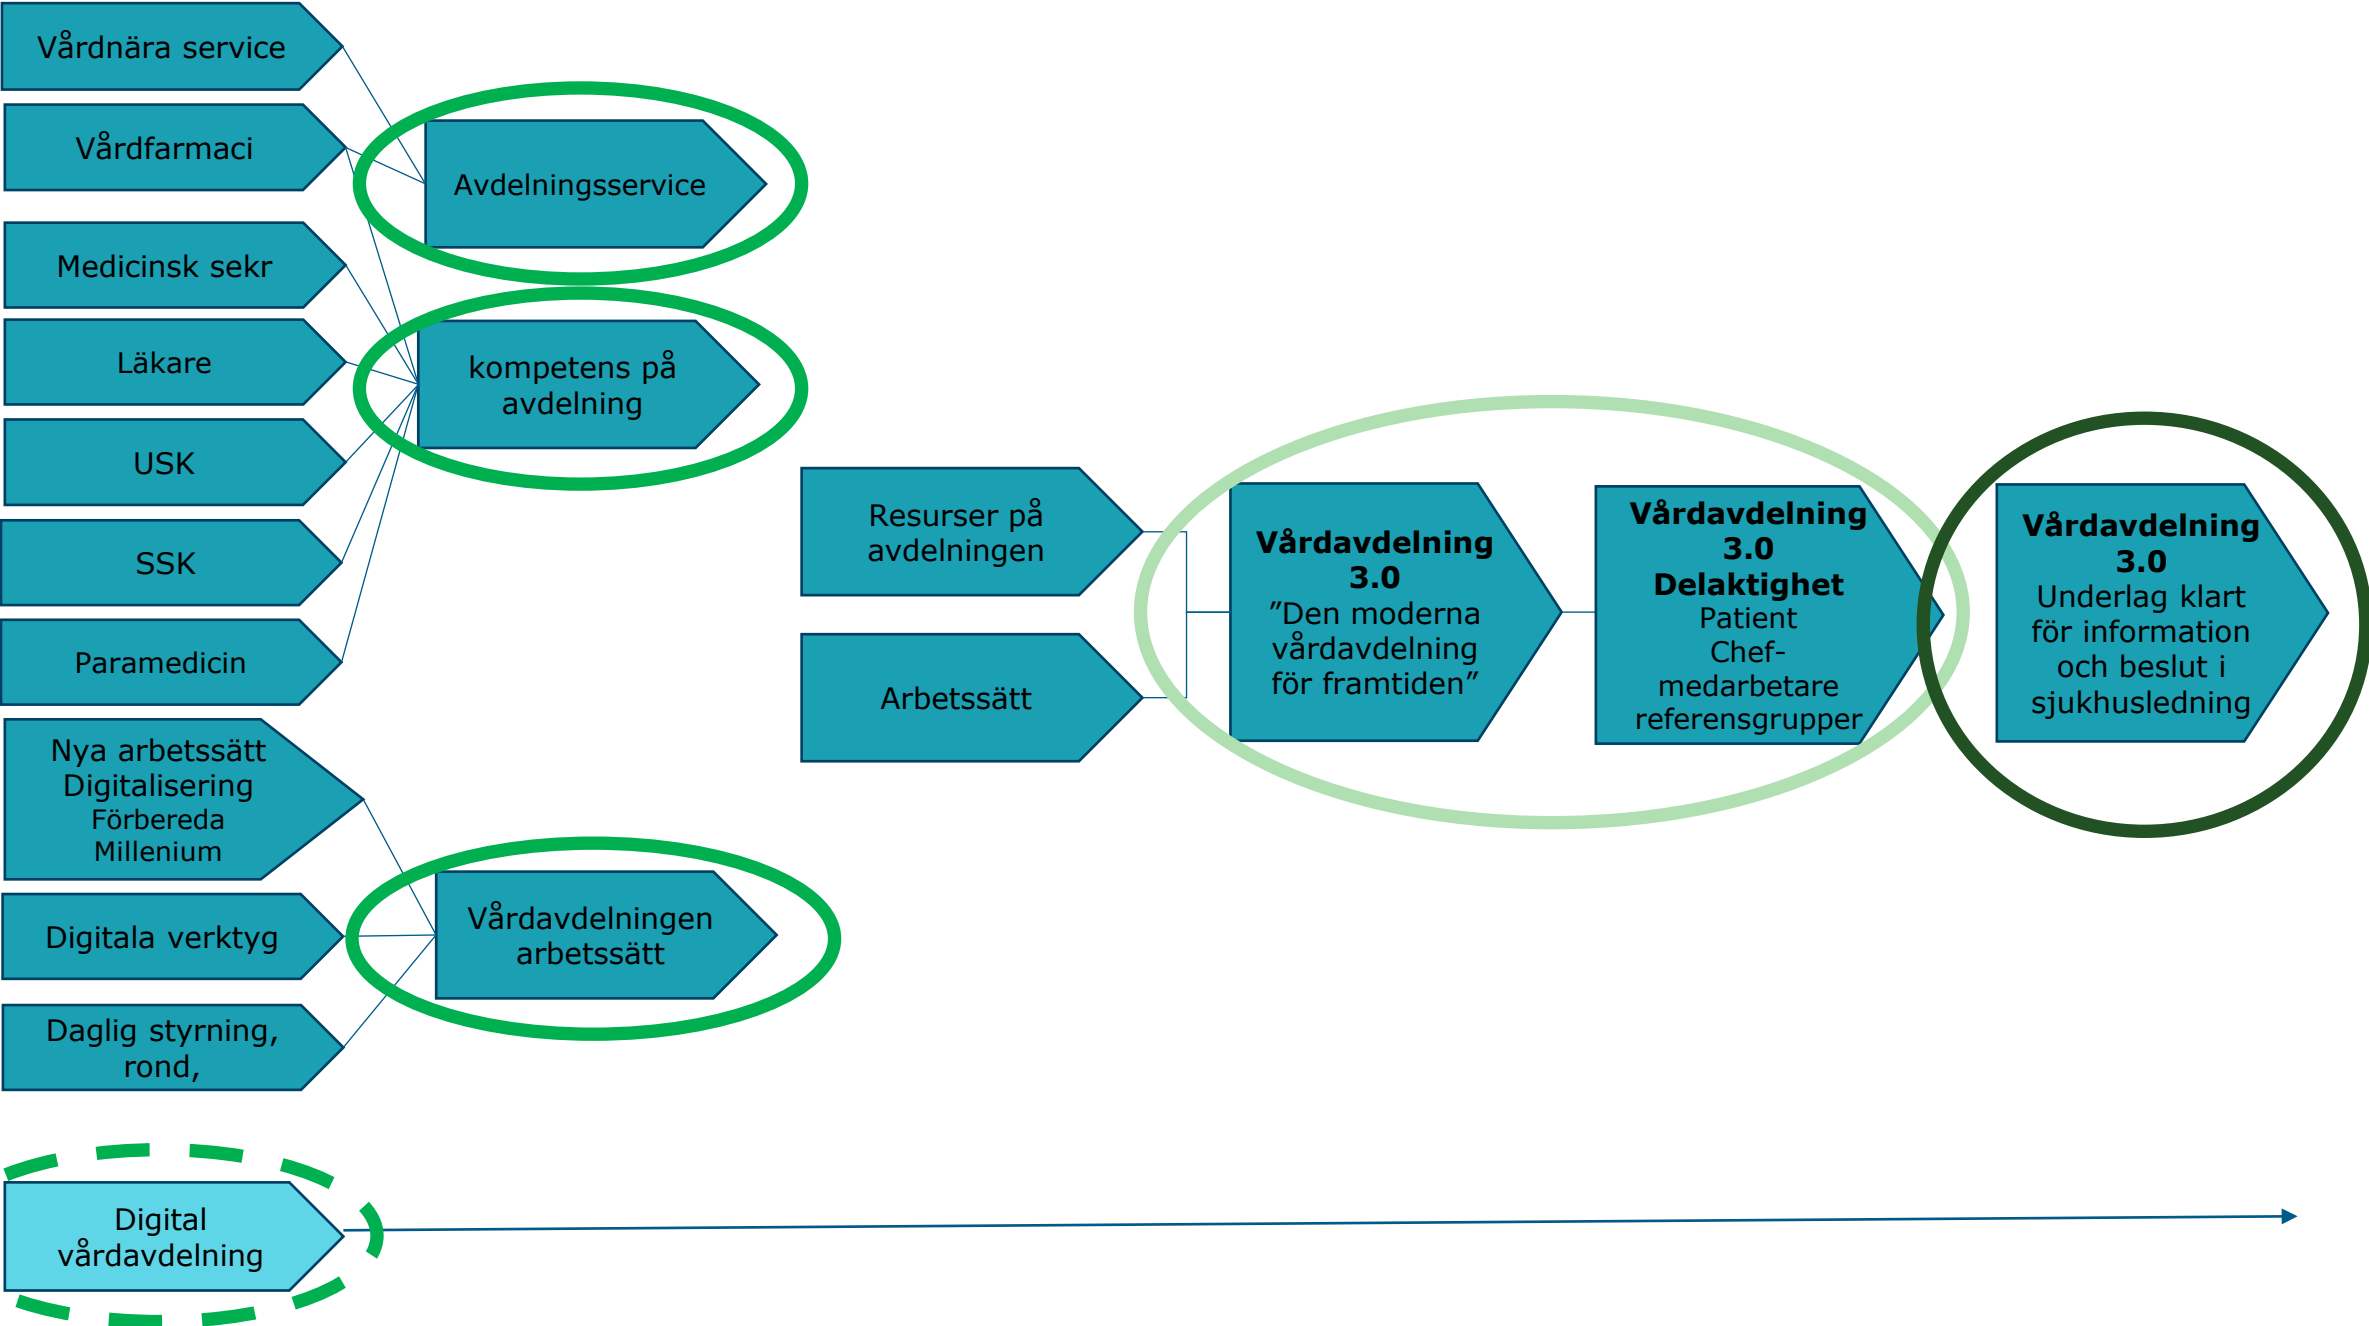 Vårdnära service
Vårdfarmaci
Medicinsk sekr
Läkare
USK
SSK
Paramedicin
Nya arbetssätt
Digitalisering
Förbereda
Millenium
Digitala verktyg
Daglig styrning,
rond,
Digital
vårdavdelning
Avdelningsservice
kompetens på
avdelning
Vårdavdelningen
arbetssätt
Resurser på
avdelningen
Arbetssätt
Vårdavdelning
3.0
”Den moderna
vårdavdelning
för framtiden”
Vårdavdelning
3.0
Delaktighet
Patient
Chef-
medarbetare
referensgrupper
Vårdavdelning
3.0
Underlag klart
för information
och beslut i
sjukhusledning